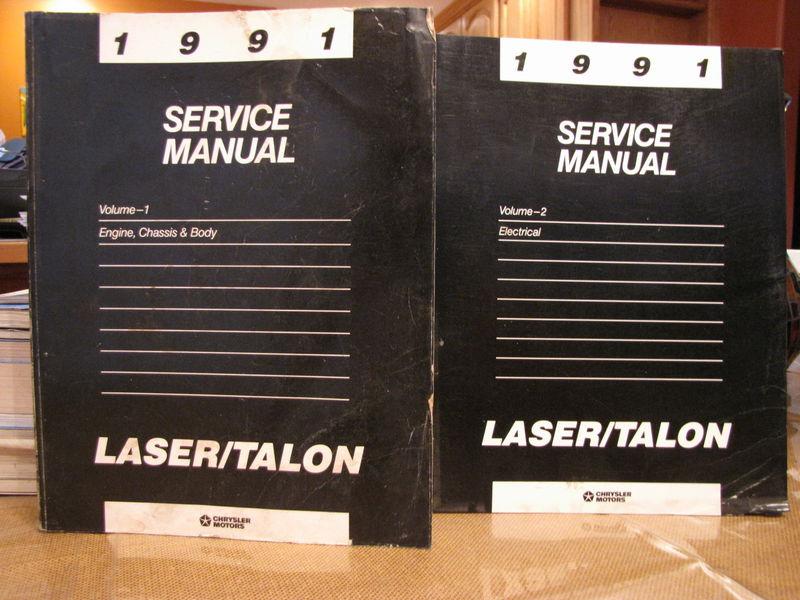 1 9 9 1
SERVICE
MANUAL
Volume-1
Engine, Chassis & Body
LASER/TALON
CHRYSLER
MOTORS
1 9 9 1
SERVICE
MANUAL
Volume-2
Electrical
LASER/TALON
CHRYSLER
MOTORS